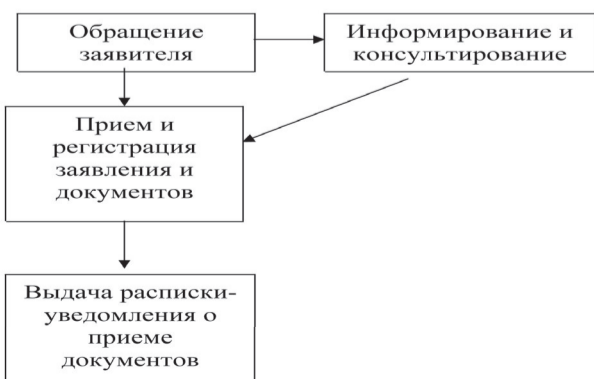 Обращение
заявителя
Информирование и
консультирование
Прием и
регистрация
заявления и
документов
Выдача расписки-
уведомления о
приеме
документов